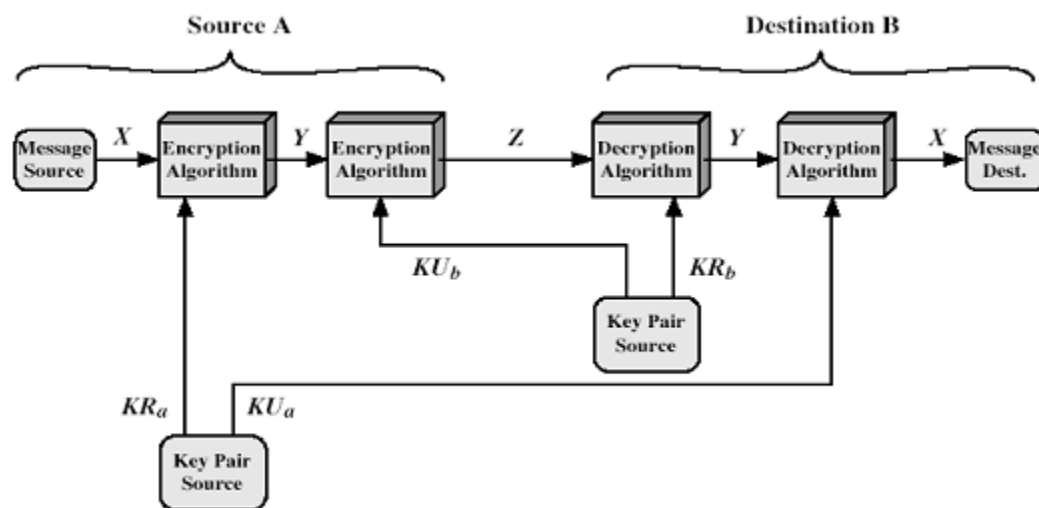 Source A
Destination B
Message
Source
X
Encryption
Algorithm
Y
Encryption
Algorithm
Z
Decryption
Algorithm
Y
Decryption
Algorithm
X
Message
Dest.
KUb
KRb
Key Pair
Source
KRa
KUa
Key Pair
Source